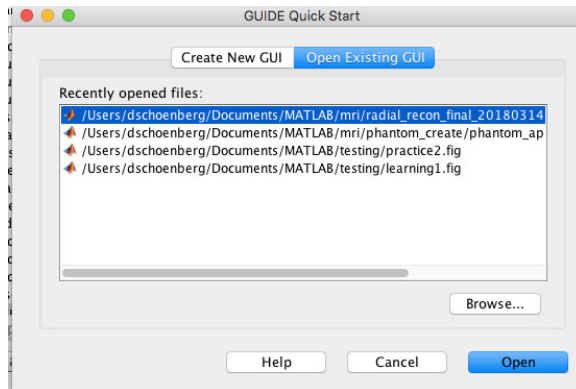 GUIDE Quick Start
Create New GUI Open Existing GUI
Recently opened files:
/Users/dschoenberg/Documents/MATLAB/mri/radial_recon_final_20180314
/Users/dschoenberg/Documents/MATLAB/mri/phantom_create/phantom_ap
/Users/dschoenberg/Documents/MATLAB/testing/practice2.fig
/Users/dschoenberg/Documents/MATLAB/testing/learning1.fig
Browse...
Help Cancel Open